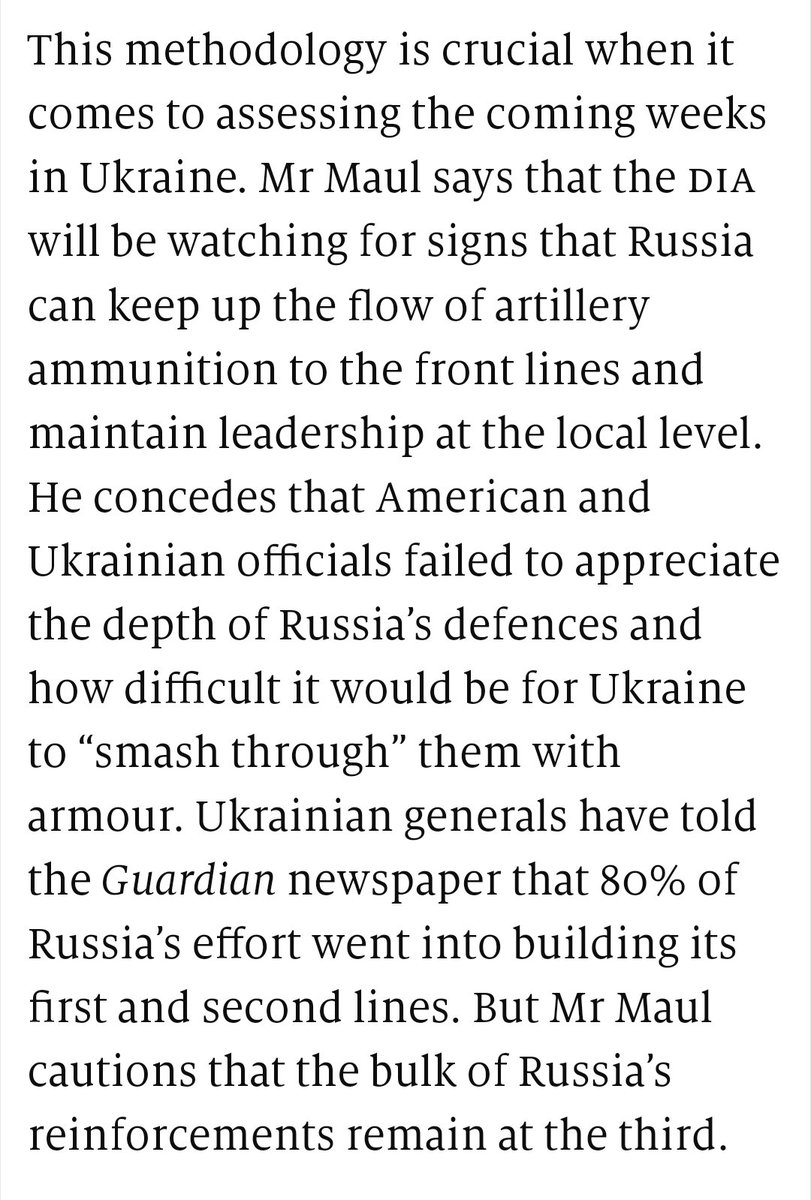 This methodology is crucial when it
comes to assessing the coming weeks
in Ukraine. Mr Maul says that the DIA
will be watching for signs that Russia
can keep up the flow of artillery
ammunition to the front lines and
maintain leadership at the local level.
He concedes that American and
Ukrainian officials failed to appreciate
the depth of Russia’s defences and
how difficult it would be for Ukraine
to “smash through” them with
armour. Ukrainian generals have told
the Guardian newspaper that 80% of
Russia’s effort went into building its
first and second lines. But Mr Maul
cautions that the bulk of Russia’s
reinforcements remain at the third.